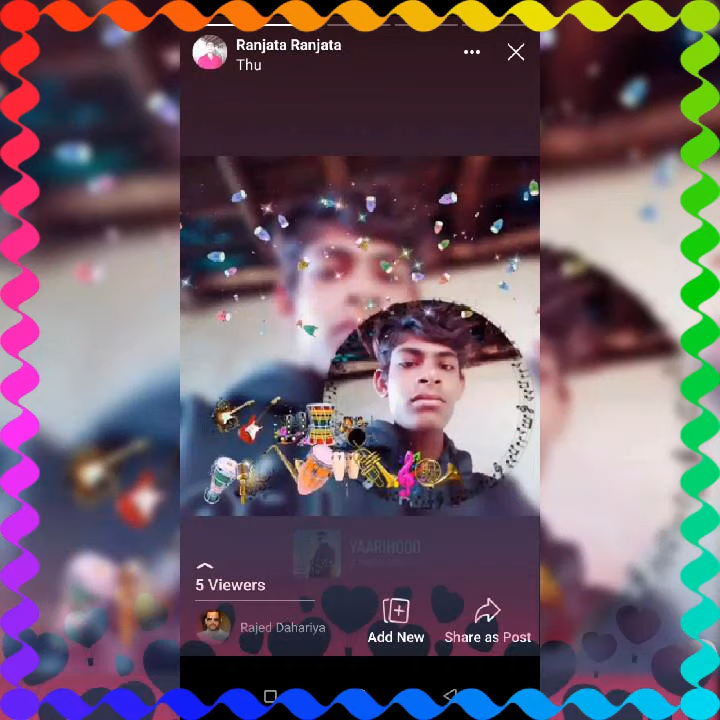 Ranjata Ranjata
Thu
YAARIHOOD
5 Viewers
Rajed Dahariya
Add New
Share as Post